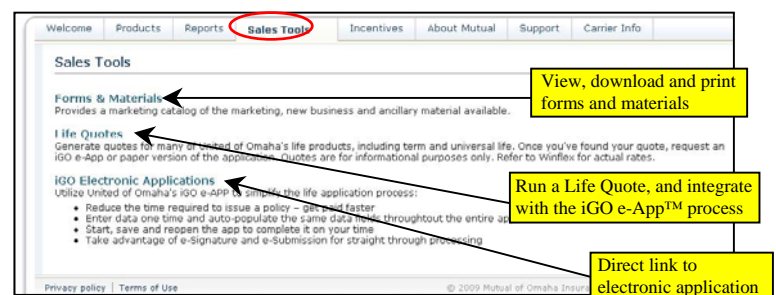 Welcome Products Reports Sales Tools Incentives About Mutual Support Carrier Info
Sales Tools
View, download and print
forms and materials
Forms & Materials
Provides a marketing catalog of the marketing, new business and ancillary material available.
Life Quotes
Generate quotes for many of United of Omaha's life products, including term and universal life. Once you've found your quote, request an
iGO e-App or paper version of the application. Quotes are for informational purposes only. Refer to Winflex for actual rates.
Run a Life Quote, and integrate
with the iGO e-App™ process
iGO Electronic Applications
Utilize United of Omaha's iGO e-APP to simplify the life application process:
• Reduce the time required to issue a policy – get paid faster
• Enter data one time and auto-populate the same data fields throughtout the entire
• Start, save and reopen the app to complete it on your time
• Take advantage of e-Signature and e-Submission for straight through processing
Direct link to
electronic application
Privacy policy | Terms of Use
© 2009 Mutual of Omaha